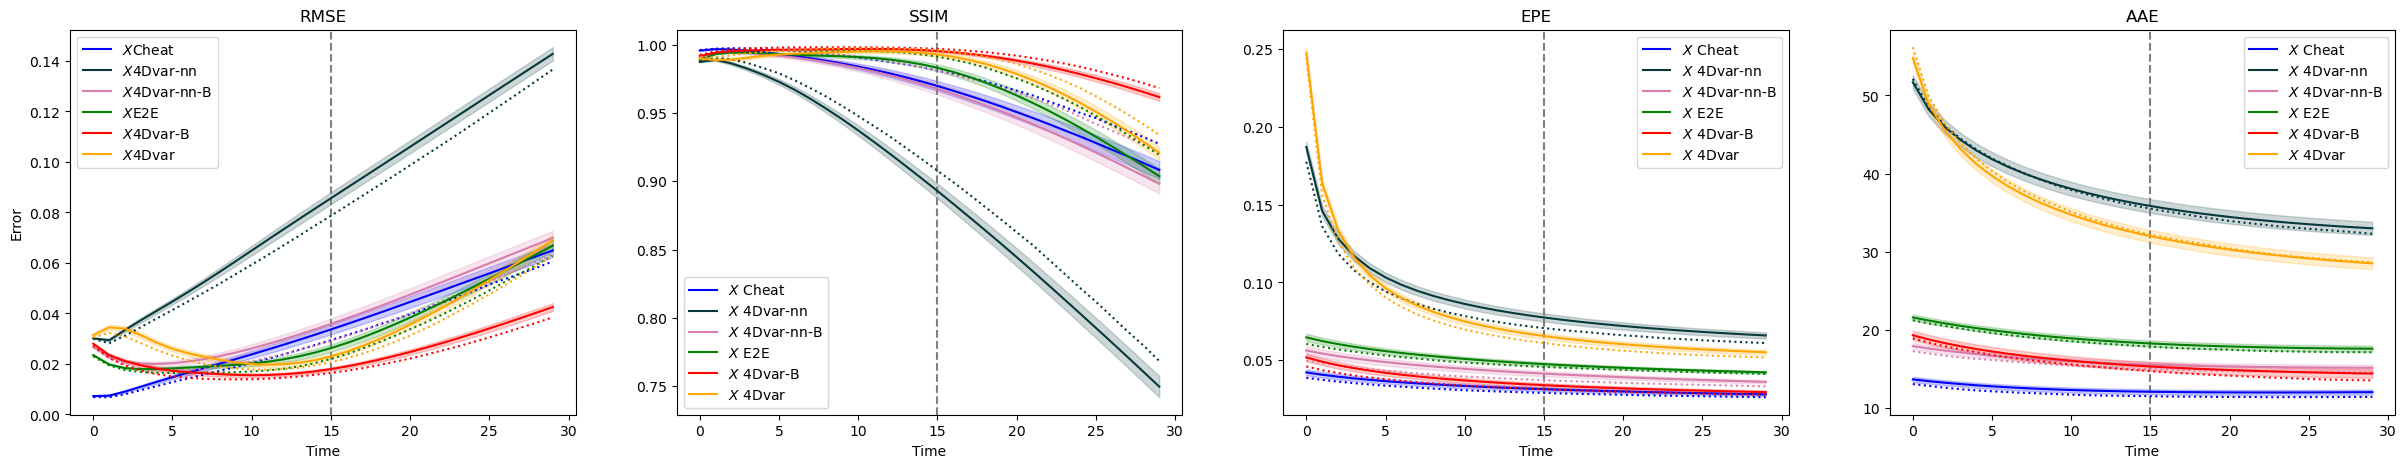 RMSE
Error
0.14
0.12
0.10
0.08
0.06
0.04
0.02
0.00
XCheat
X4Dvar-nn
X4Dvar-nn-B
XE2E
X4Dvar-B
X4Dvar
0 5 10 15 20 25 30
Time
SSIM
1.00
0.95
0.90
0.85
0.80
0.75
X Cheat
X 4Dvar-nn
X 4Dvar-nn-B
X E2E
X 4Dvar-B
X 4Dvar
0 5 10 15 20 25 30
Time
EPE
0.25
0.20
0.15
0.10
0.05
X Cheat
X 4Dvar-nn
X 4Dvar-nn-B
X E2E
X 4Dvar-B
X 4Dvar
0 5 10 15 20 25 30
Time
AAE
50
40
30
20
10
X Cheat
X 4Dvar-nn
X 4Dvar-nn-B
X E2E
X 4Dvar-B
X 4Dvar
0 5 10 15 20 25 30
Time